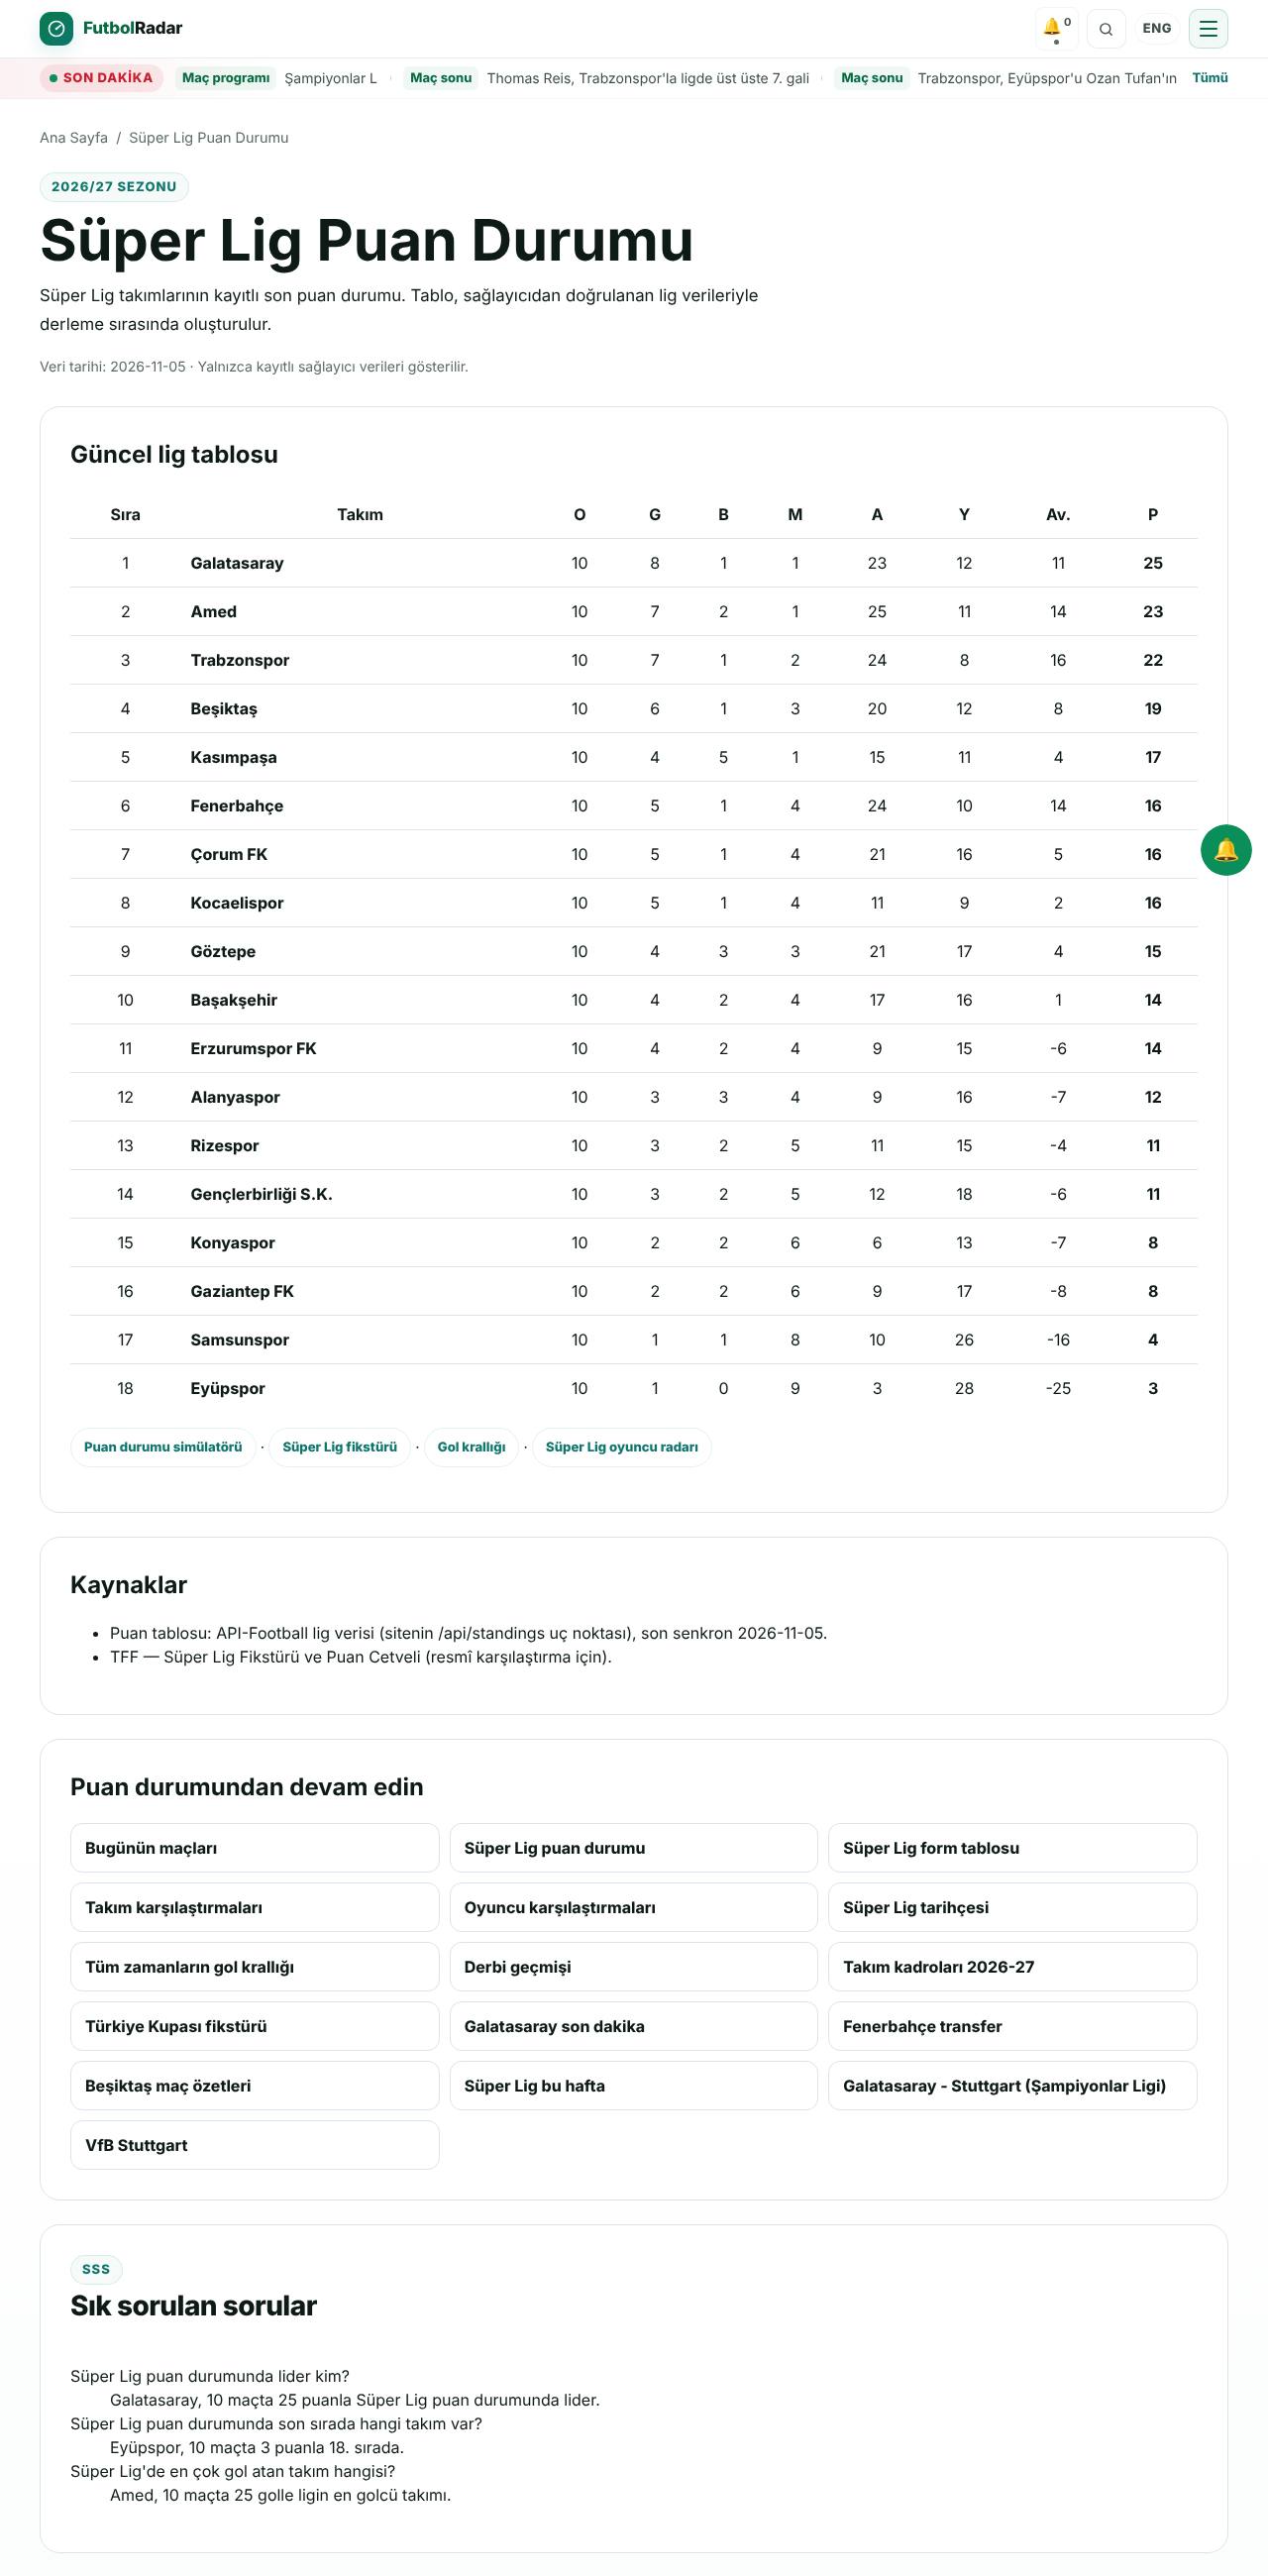 FutbolRadar
0
ENG
SON DAKİKA
Maç programı Şampiyonlar L
Maç sonu Thomas Reis, Trabzonspor'la ligde üst üste 7. gali
Maç sonu Trabzonspor, Eyüpspor'u Ozan Tufan'ın
Tümü
Ana Sayfa / Süper Lig Puan Durumu
2026/27 SEZONU
Süper Lig Puan Durumu
Süper Lig takımlarının kayıtlı son puan durumu. Tablo, sağlayıcıdan doğrulanan lig verileriyle
derleme sırasında oluşturulur.
Veri tarihi: 2026-11-05 · Yalnızca kayıtlı sağlayıcı verileri gösterilir.
Güncel lig tablosu
Sıra Takım O G B M A Y Av. P
1 Galatasaray 10 8 1 1 23 12 11 25
2 Amed 10 7 2 1 25 11 14 23
3 Trabzonspor 10 7 1 2 24 8 16 22
4 Beşiktaş 10 6 1 3 20 12 8 19
5 Kasımpaşa 10 4 5 1 15 11 4 17
6 Fenerbahçe 10 5 1 4 24 10 14 16
7 Çorum FK 10 5 1 4 21 16 5 16
8 Kocaelispor 10 5 1 4 11 9 2 16
9 Göztepe 10 4 3 3 21 17 4 15
10 Başakşehir 10 4 2 4 17 16 1 14
11 Erzurumspor FK 10 4 2 4 9 15 -6 14
12 Alanyaspor 10 3 3 4 9 16 -7 12
13 Rizespor 10 3 2 5 11 15 -4 11
14 Gençlerbirliği S.K. 10 3 2 5 12 18 -6 11
15 Konyaspor 10 2 2 6 6 13 -7 8
16 Gaziantep FK 10 2 2 6 9 17 -8 8
17 Samsunspor 10 1 1 8 10 26 -16 4
18 Eyüpspor 10 1 0 9 3 28 -25 3
Puan durumu simülatörü · Süper Lig fikstürü · Gol krallığı · Süper Lig oyuncu radarı
Kaynaklar
• Puan tablosu: API-Football lig verisi (sitenin /api/standings uç noktası), son senkron 2026-11-05.
• TFF — Süper Lig Fikstürü ve Puan Cetveli (resmî karşılaştırma için).
Puan durumundan devam edin
Bugünün maçları Süper Lig puan durumu Süper Lig form tablosu
Takım karşılaştırmaları Oyuncu karşılaştırmaları Süper Lig tarihçesi
Tüm zamanların gol krallığı Derbi geçmişi Takım kadroları 2026-27
Türkiye Kupası fikstürü Galatasaray son dakika Fenerbahçe transfer
Beşiktaş maç özetleri Süper Lig bu hafta Galatasaray - Stuttgart (Şampiyonlar Ligi)
VfB Stuttgart
SSS
Sık sorulan sorular
Süper Lig puan durumunda lider kim?
Galatasaray, 10 maçta 25 puanla Süper Lig puan durumunda lider.
Süper Lig puan durumunda son sırada hangi takım var?
Eyüpspor, 10 maçta 3 puanla 18. sırada.
Süper Lig'de en çok gol atan takım hangisi?
Amed, 10 maçta 25 golle ligin en golcü takımı.